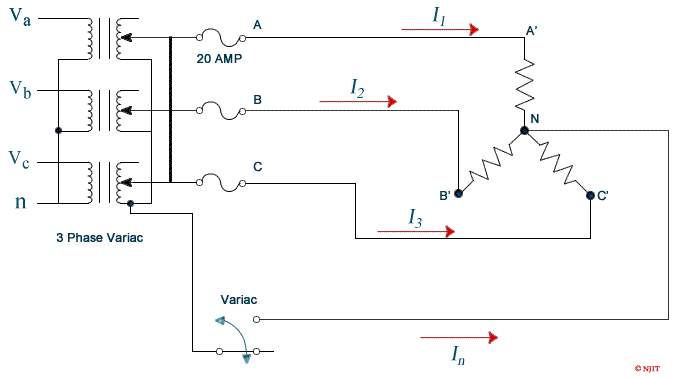 Va
A
I1
A'
20 AMP
Vb
B
I2
N
Vc
C
B'
C'
n
I3
3 Phase Variac
Variac
In
© NJIT